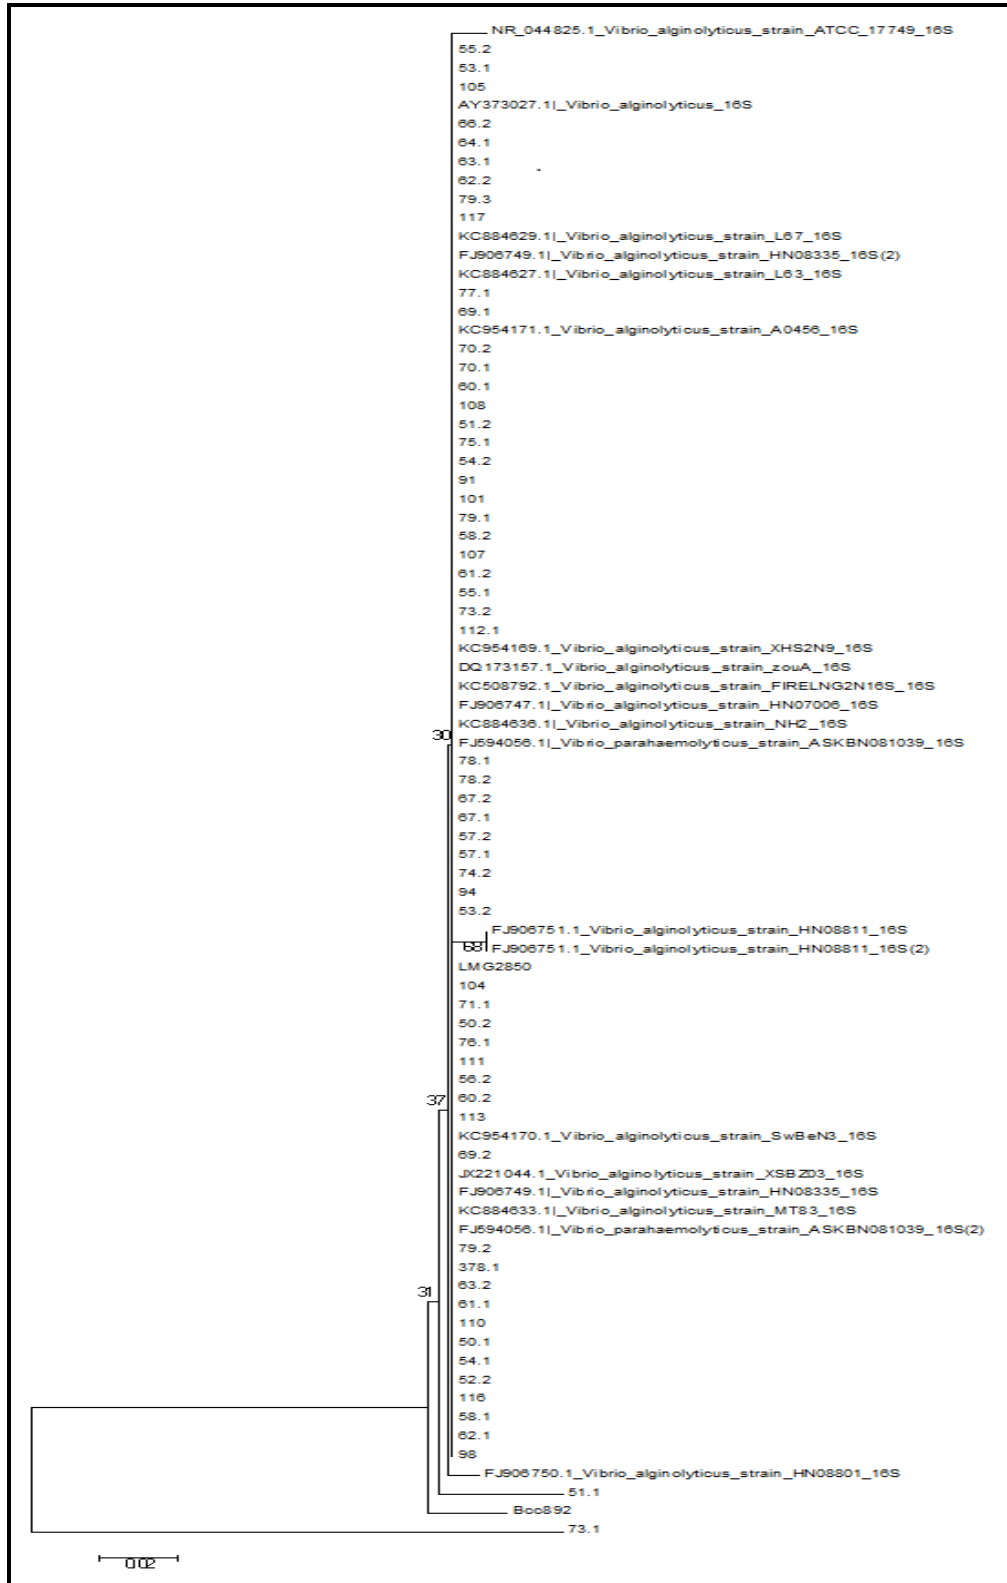 NR_044825.1_Vibrio_alginolyticus_strain_ATCC_17749_16S
55.2
53.1
105
AY373027.1|_Vibrio_alginolyticus_16S
66.2
64.1
63.1
62.2
79.3
117
KC884629.1|_Vibrio_alginolyticus_strain_L67_16S
FJ906749.1|_Vibrio_alginolyticus_strain_HN08335_16S(2)
KC884627.1|_Vibrio_alginolyticus_strain_L63_16S
77.1
69.1
KC954171.1_Vibrio_alginolyticus_strain_A0456_16S
70.2
70.1
60.1
108
51.2
75.1
54.2
91
101
79.1
58.2
107
61.2
55.1
73.2
112.1
KC954169.1_Vibrio_alginolyticus_strain_XHS2N9_16S
DQ173157.1_Vibrio_alginolyticus_strain_zouA_16S
KC508792.1_Vibrio_alginolyticus_strain_FIRELNG2N16S_16S
FJ906747.1|_Vibrio_alginolyticus_strain_HN07006_16S
KC884636.1|_Vibrio_alginolyticus_strain_NH2_16S
30
FJ594056.1|_Vibrio_parahaemolyticus_strain_ASKBN081039_16S
78.1
78.2
67.2
67.1
57.2
57.1
74.2
94
53.2
FJ906751.1_Vibrio_alginolyticus_strain_HN08811_16S
68
FJ906751.1_Vibrio_alginolyticus_strain_HN08811_16S(2)
LMG2850
104
71.1
50.2
76.1
111
56.2
60.2
37
113
KC954170.1_Vibrio_alginolyticus_strain_SwBeN3_16S
69.2
JX221044.1_Vibrio_alginolyticus_strain_XSBZ03_16S
FJ906749.1|_Vibrio_alginolyticus_strain_HN08335_16S
KC884633.1|_Vibrio_alginolyticus_strain_MT83_16S
FJ594056.1|_Vibrio_parahaemolyticus_strain_ASKBN081039_16S(2)
79.2
378.1
63.2
31
61.1
110
50.1
54.1
52.2
116
58.1
62.1
98
FJ906750.1_Vibrio_alginolyticus_strain_HN08801_16S
51.1
Bcc892
73.1
0.02